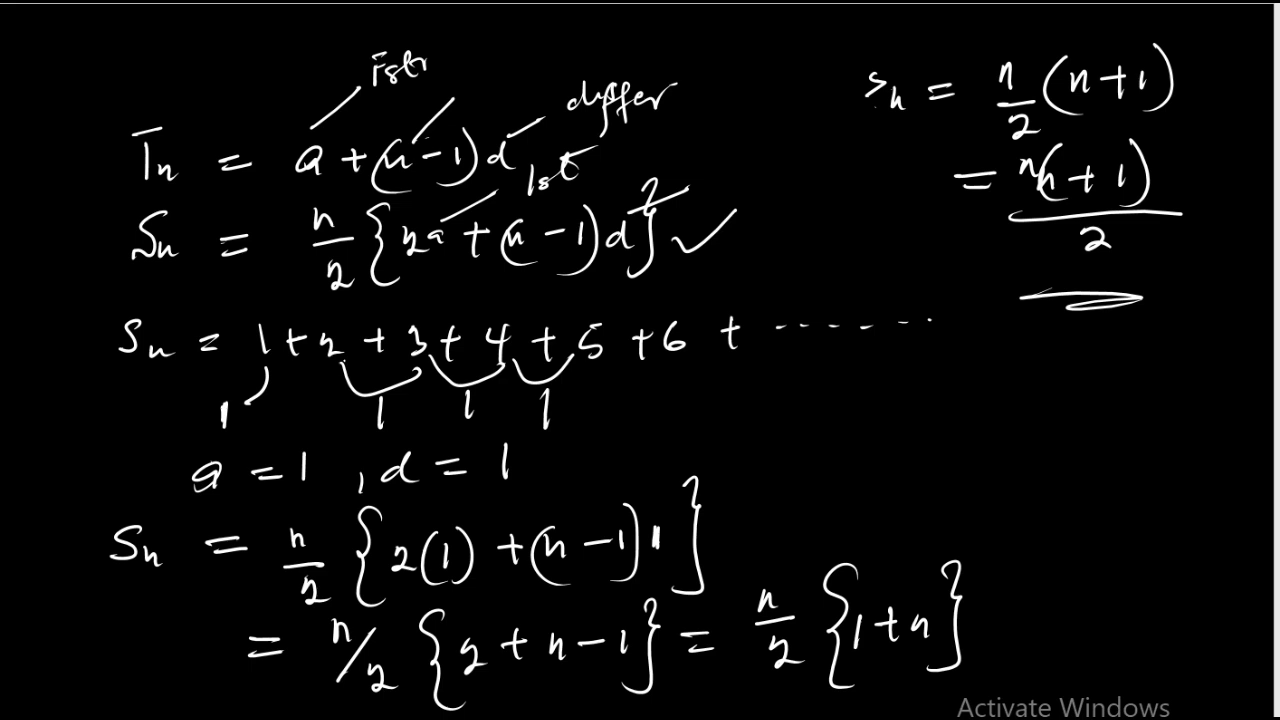 1st
differ
Tn = a + (n - 1)d
1st
Sn = n/2 {2a + (n - 1)d} ✓
Sn = 1 + 2 + 3 + 4 + 5 + 6 + -------
1 1 1 1
a = 1 , d = 1
Sn = n/2 {2(1) + (n - 1)1}
= n/2 {2 + n - 1} = n/2 {1 + n}
Sn = n/2 (n + 1)
= n(n + 1)/2
Activate Windows